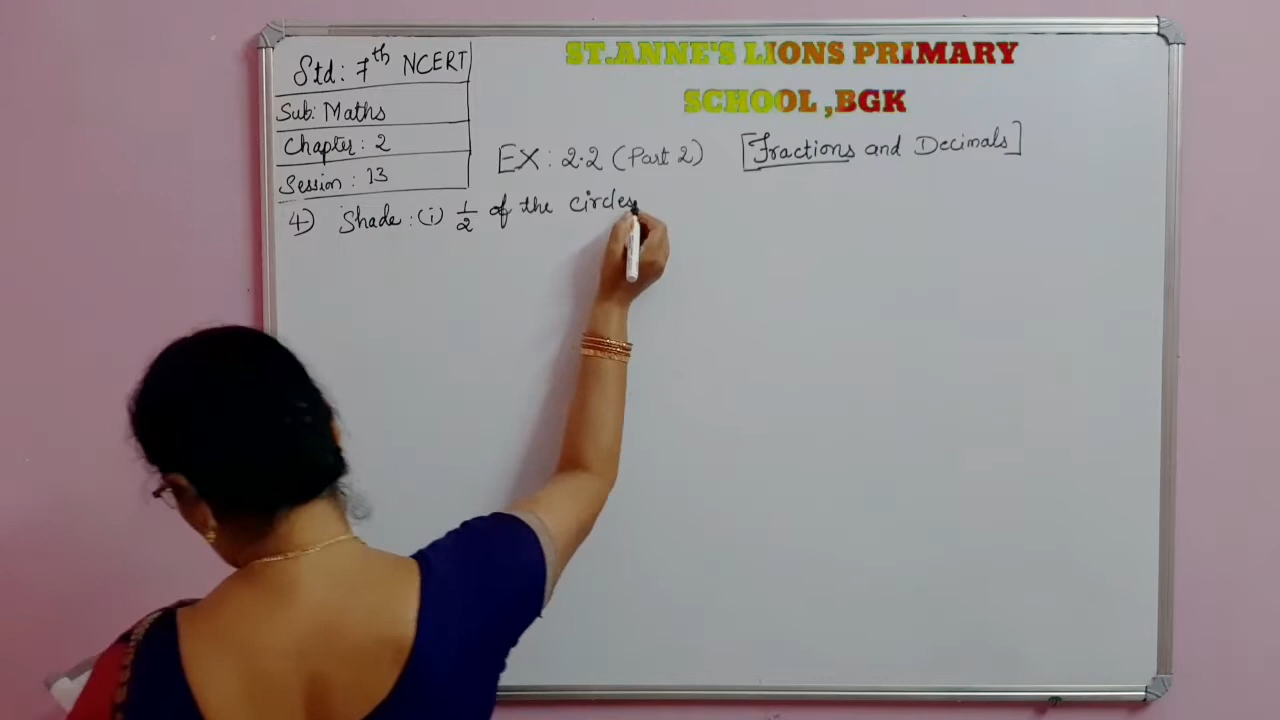 ST.ANNE'S LIONS PRIMARY
SCHOOL ,BGK
Std: 7th NCERT
Sub: Maths
Chapter: 2
Session: 13
EX: 2.2 (Part 2) [Fractions and Decimals]
4) Shade: (i) 1/2 of the circles